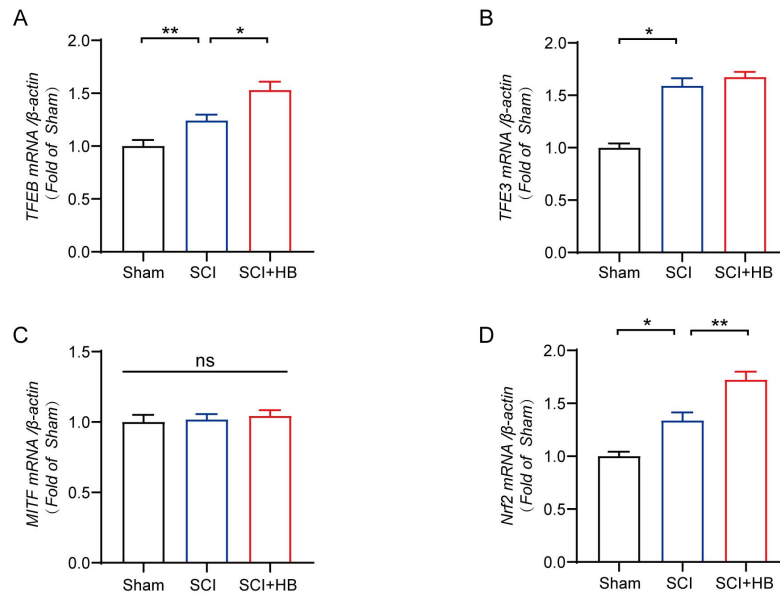 A
TFEB mRNA /β-actin
(Fold of Sham)
2.0
1.5
1.0
0.5
0.0
** *
Sham SCI SCI+HB
B
TFE3 mRNA /β-actin
(Fold of Sham)
2.0
1.5
1.0
0.5
0.0
*
Sham SCI SCI+HB
C
MITF mRNA /β-actin
(Fold of Sham)
1.5
1.0
0.5
0.0
ns
Sham SCI SCI+HB
D
Nrf2 mRNA /β-actin
(Fold of Sham)
2.0
1.5
1.0
0.5
0.0
* **
Sham SCI SCI+HB